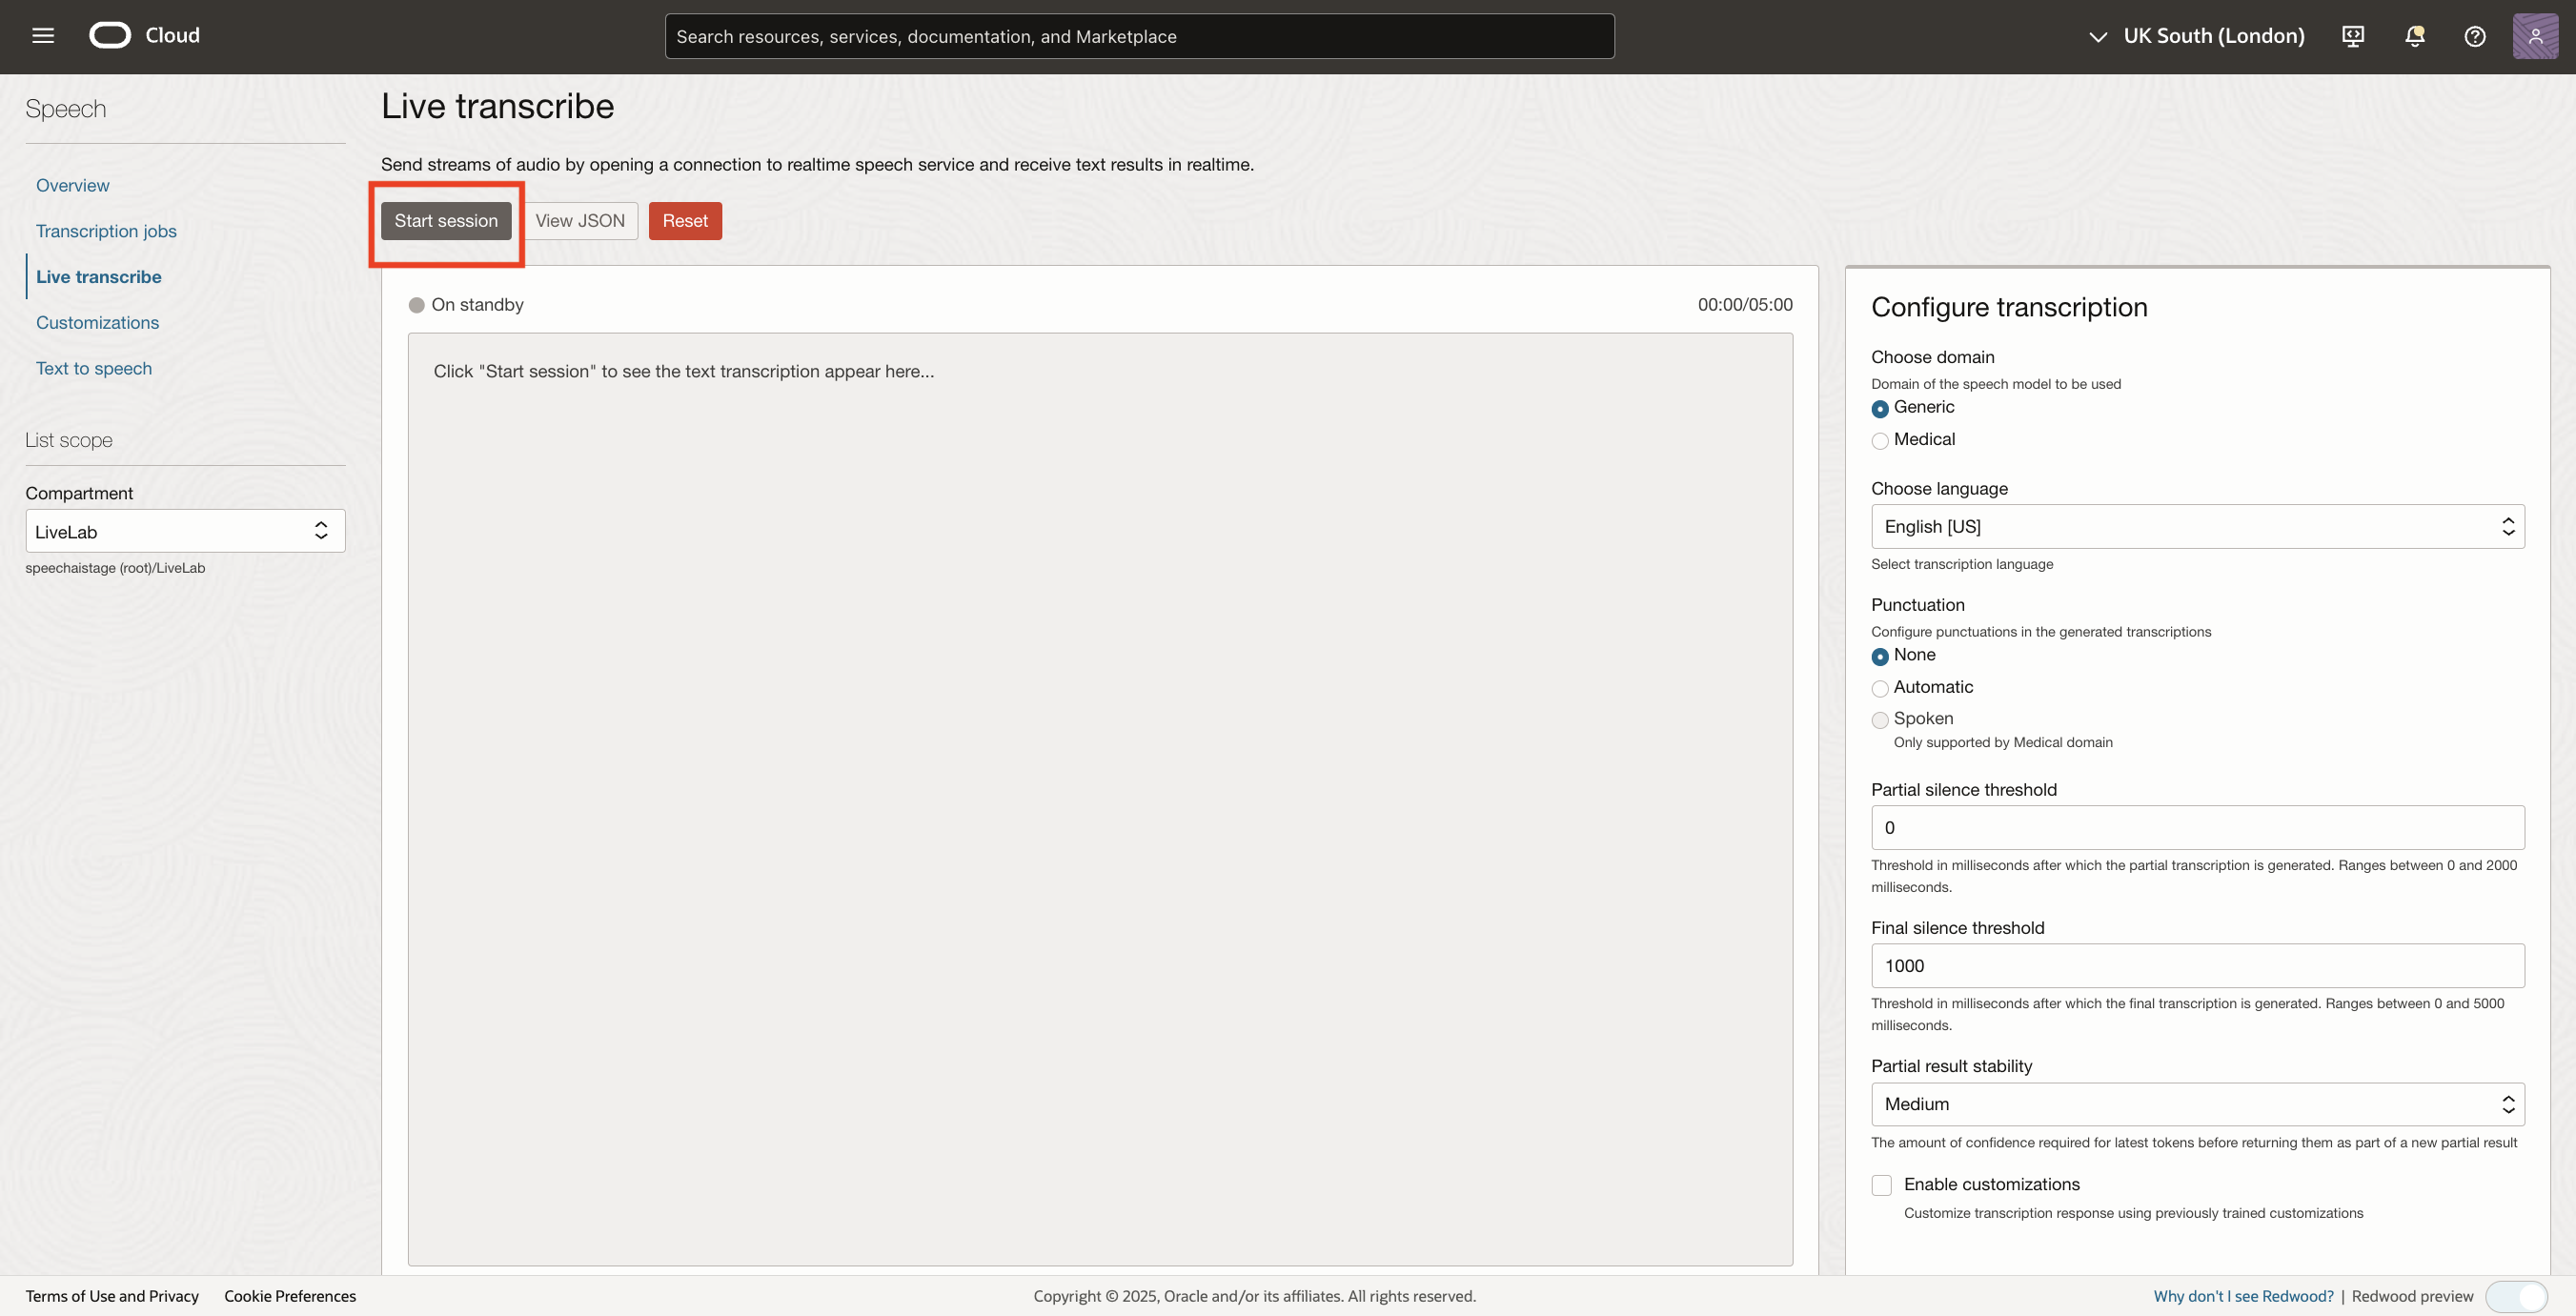 Cloud
Search resources, services, documentation, and Marketplace
UK South (London)
Speech
Overview
Transcription jobs
Live transcribe
Customizations
Text to speech
List scope
Compartment
LiveLab
speechaistage (root)/LiveLab
Live transcribe
Send streams of audio by opening a connection to realtime speech service and receive text results in realtime.
Start session
View JSON
Reset
On standby
00:00/05:00
Click "Start session" to see the text transcription appear here...
Configure transcription
Choose domain
Domain of the speech model to be used
Generic
Medical
Choose language
English [US]
Select transcription language
Punctuation
Configure punctuations in the generated transcriptions
None
Automatic
Spoken
Only supported by Medical domain
Partial silence threshold
0
Threshold in milliseconds after which the partial transcription is generated. Ranges between 0 and 2000
milliseconds.
Final silence threshold
1000
Threshold in milliseconds after which the final transcription is generated. Ranges between 0 and 5000
milliseconds.
Partial result stability
Medium
The amount of confidence required for latest tokens before returning them as part of a new partial result
Enable customizations
Customize transcription response using previously trained customizations
Terms of Use and Privacy
Cookie Preferences
Copyright © 2025, Oracle and/or its affiliates. All rights reserved.
Why don't I see Redwood? | Redwood preview